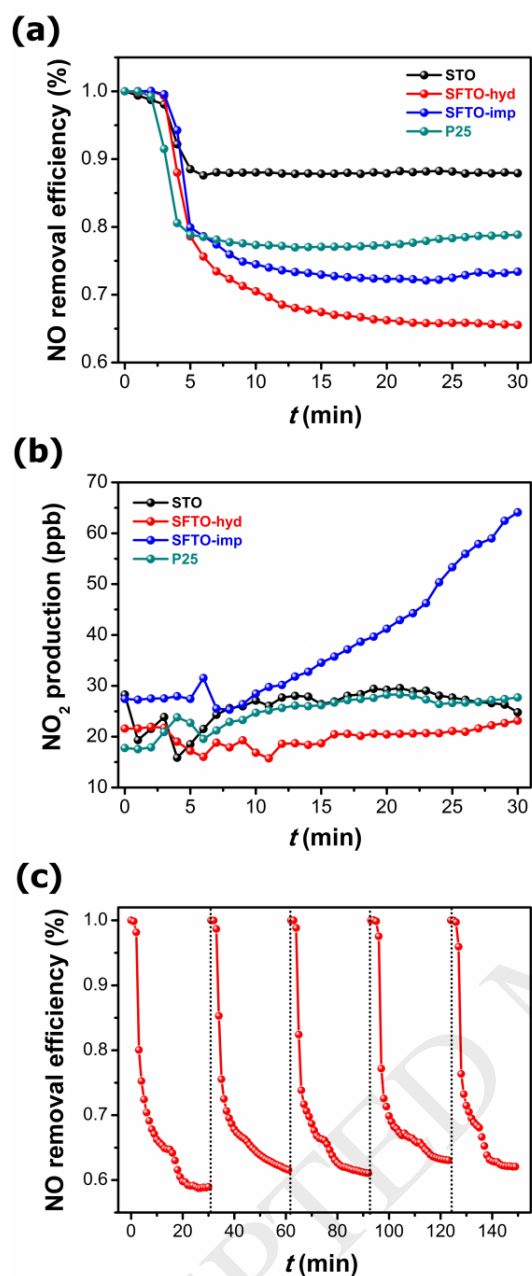 (a)
NO removal efficiency (%)
1.0
0.9
0.8
0.7
0.6
STO
SFTO-hyd
SFTO-imp
P25
0 5 10 15 20 25 30
t (min)
(b)
NO2 production (ppb)
70
60
50
40
30
20
10
STO
SFTO-hyd
SFTO-imp
P25
0 5 10 15 20 25 30
t (min)
(c)
NO removal efficiency (%)
1.0
0.9
0.8
0.7
0.6
0 20 40 60 80 100 120 140
t (min)
PTED